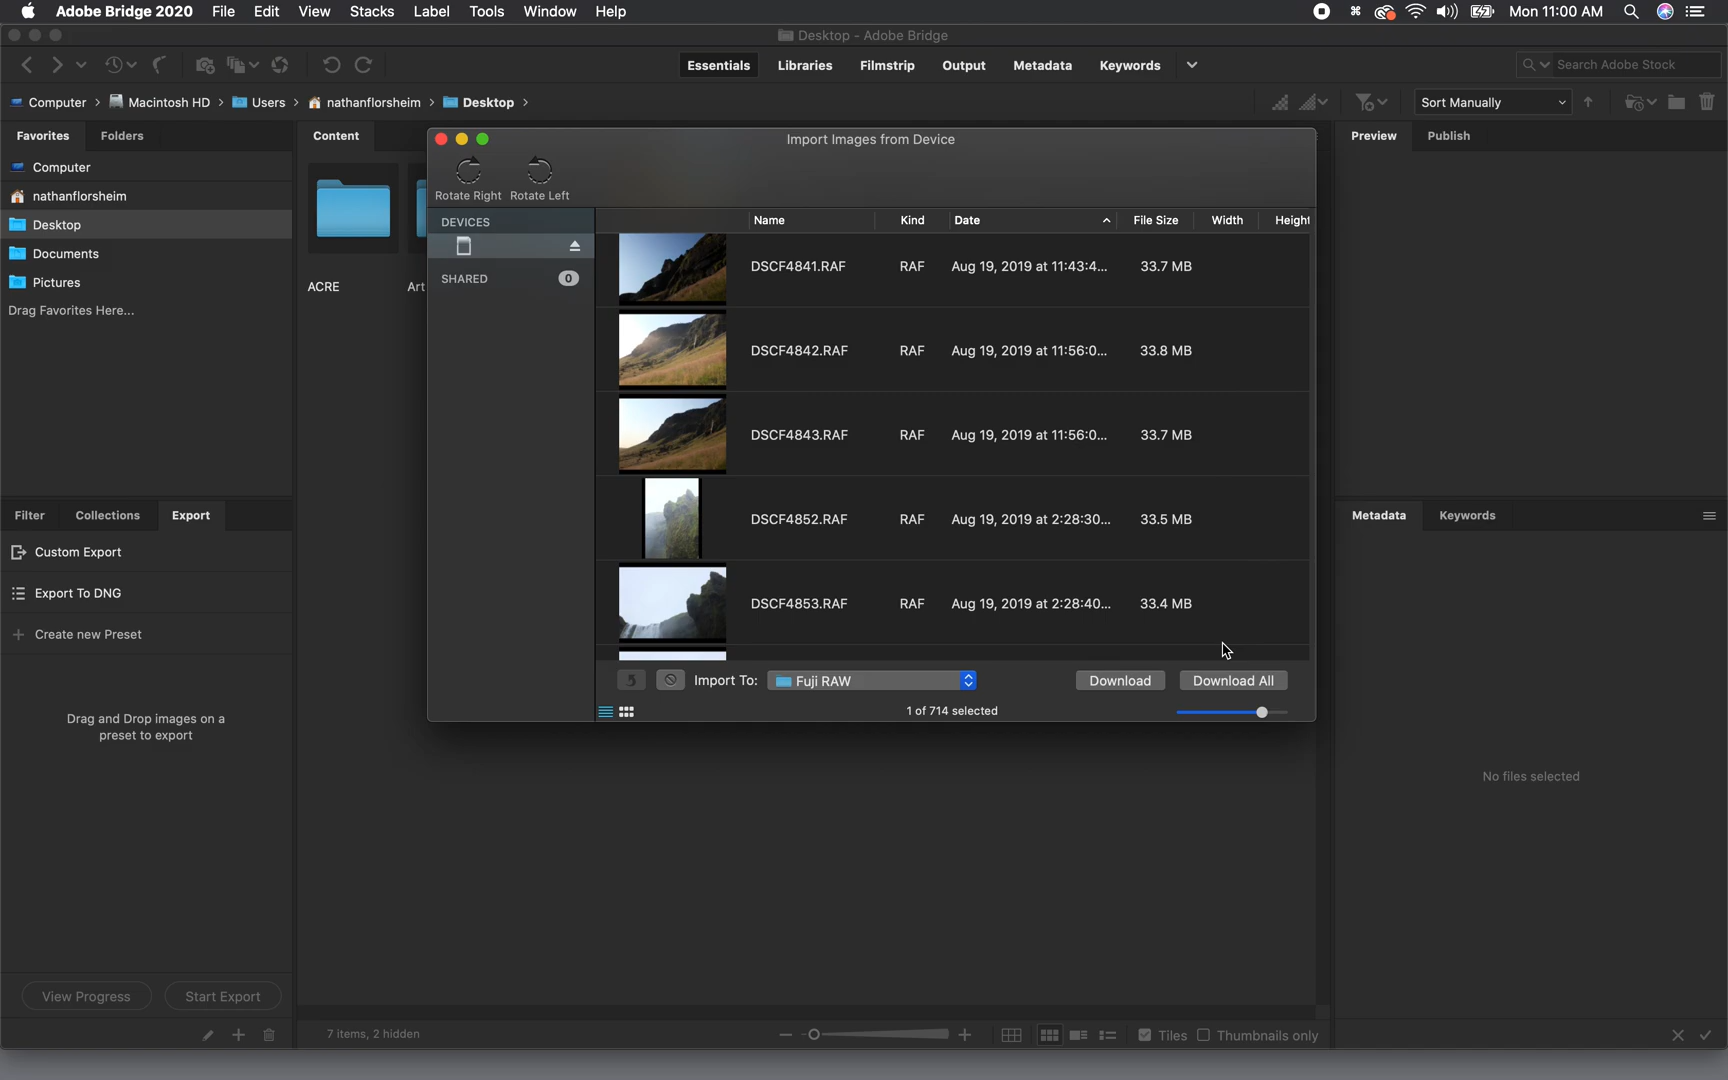 Adobe Bridge 2020 File Edit View Stacks Label Tools Window Help Mon 11:00 AM
Desktop - Adobe Bridge
Essentials Libraries Filmstrip Output Metadata Keywords Search Adobe Stock
Computer Macintosh HD Users nathanflorsheim Desktop Sort Manually
Favorites Folders Content Import Images from Device Preview Publish
Computer
Rotate Right Rotate Left
nathanflorsheim
DEVICES Name Kind Date File Size Width Height
Desktop
Documents
SHARED 0
Pictures
ACRE Art
Drag Favorites Here...
DSCF4841.RAF RAF Aug 19, 2019 at 11:43:4... 33.7 MB
DSCF4842.RAF RAF Aug 19, 2019 at 11:56:0... 33.8 MB
DSCF4843.RAF RAF Aug 19, 2019 at 11:56:0... 33.7 MB
DSCF4852.RAF RAF Aug 19, 2019 at 2:28:30... 33.5 MB
DSCF4853.RAF RAF Aug 19, 2019 at 2:28:40... 33.4 MB
Import To: Fuji RAW Download Download All
1 of 714 selected
Filter Collections Export
Custom Export
Export To DNG
Create new Preset
Drag and Drop images on a
preset to export
View Progress Start Export
Metadata Keywords
No files selected
7 items, 2 hidden Tiles Thumbnails only